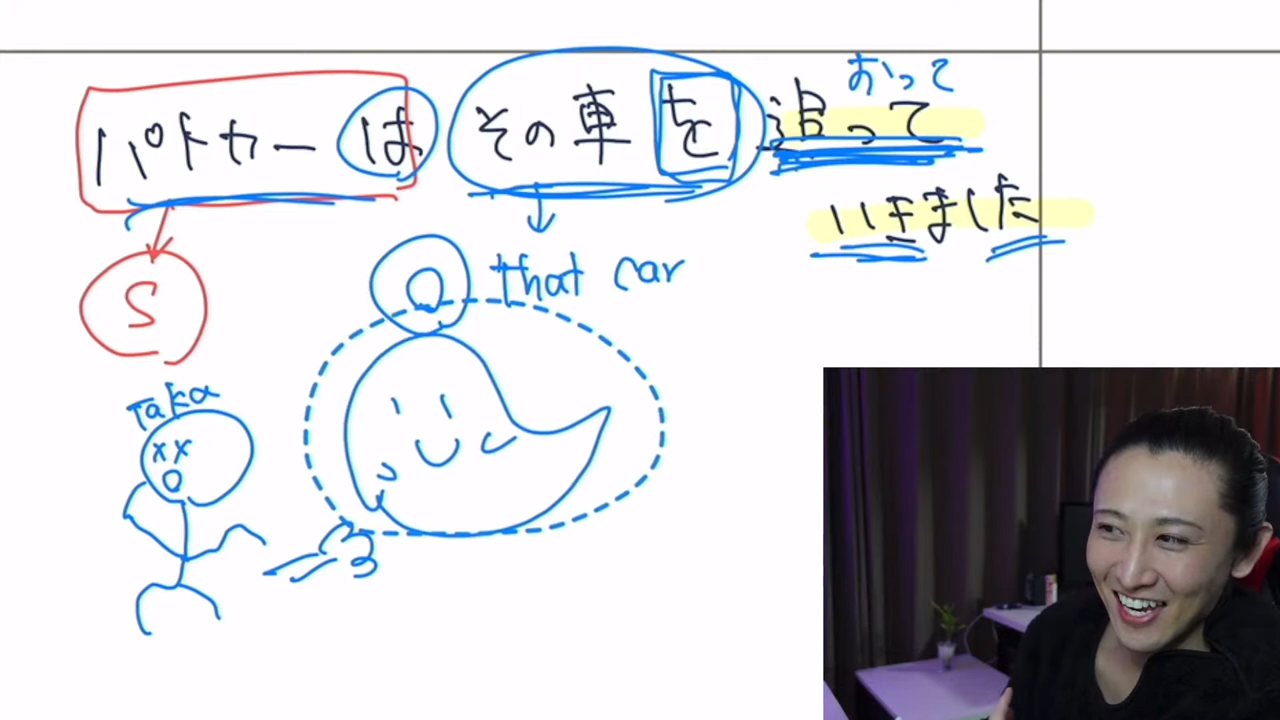 おって
パトカーは その車を 追って
いきました
S
O that car
Taka